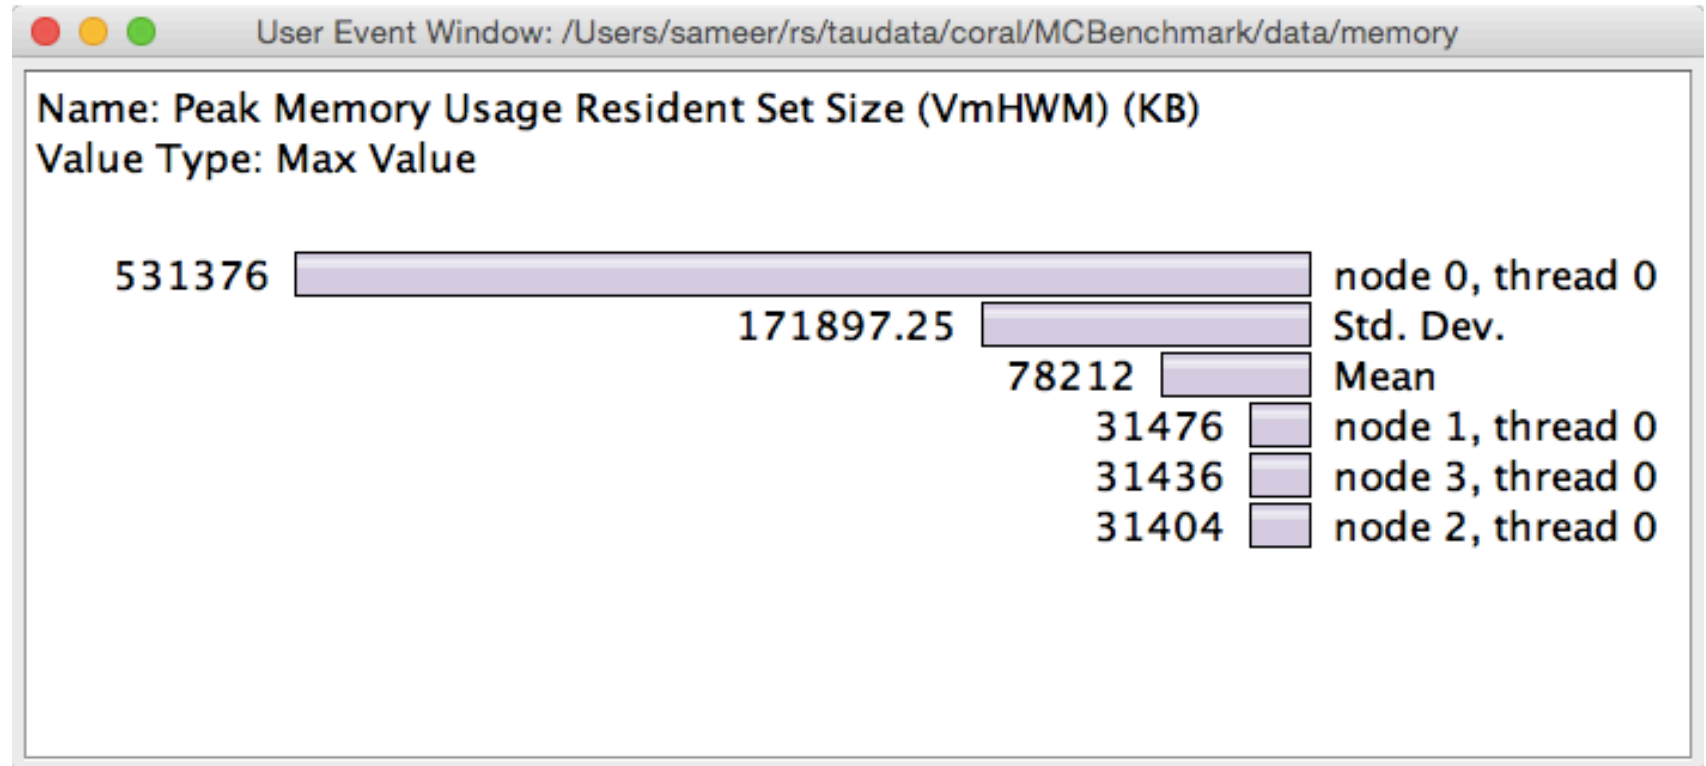 User Event Window: /Users/sameer/rs/taudata/coral/MCBenchmark/data/memory
Name: Peak Memory Usage Resident Set Size (VmHWM) (KB)
Value Type: Max Value
531376 node 0, thread 0
171897.25 Std. Dev.
78212 Mean
31476 node 1, thread 0
31436 node 3, thread 0
31404 node 2, thread 0